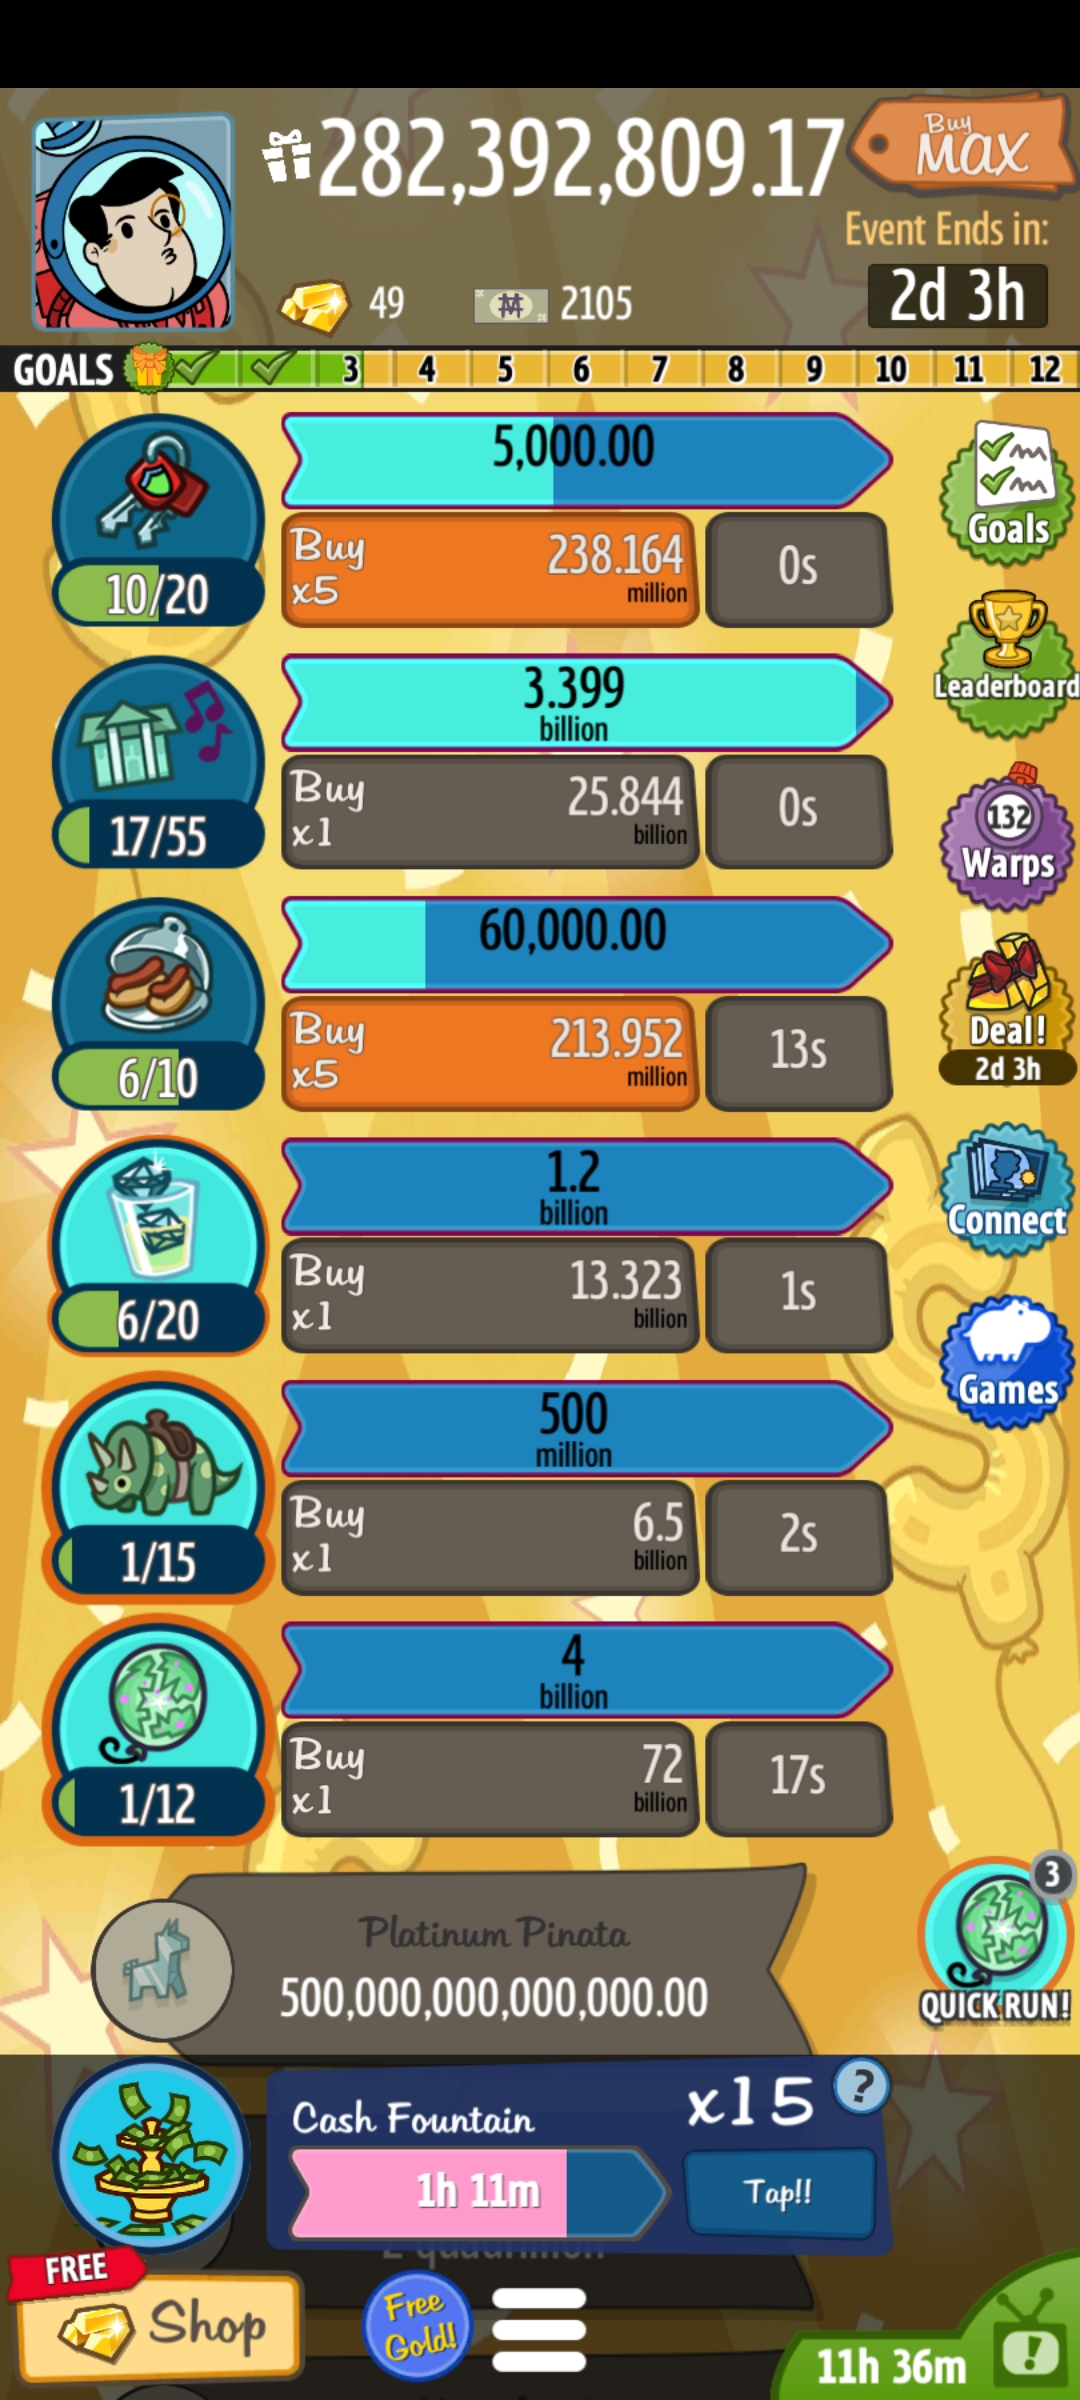 282,392,809.17
Buy
MAX
Event Ends in:
49
2105
2d 3h
GOALS
3 4 5 6 7 8 9 10 11 12
5,000.00
Buy
x5
238.164
million
0s
10/20
Goals
3.399
billion
Leaderboard
Buy
x1
25.844
billion
0s
17/55
132
Warps
60,000.00
Buy
x5
213.952
million
13s
6/10
Deal!
2d 3h
1.2
billion
Connect
Buy
x1
13.323
billion
1s
6/20
Games
500
million
Buy
x1
6.5
billion
2s
1/15
4
billion
Buy
x1
72
billion
17s
1/12
Platinum Pinata
500,000,000,000,000.00
3
QUICK RUN!
Cash Fountain
x15
?
1h 11m
Tap!!
2 quadrillion
FREE
Shop
Free
Gold!
11h 36m